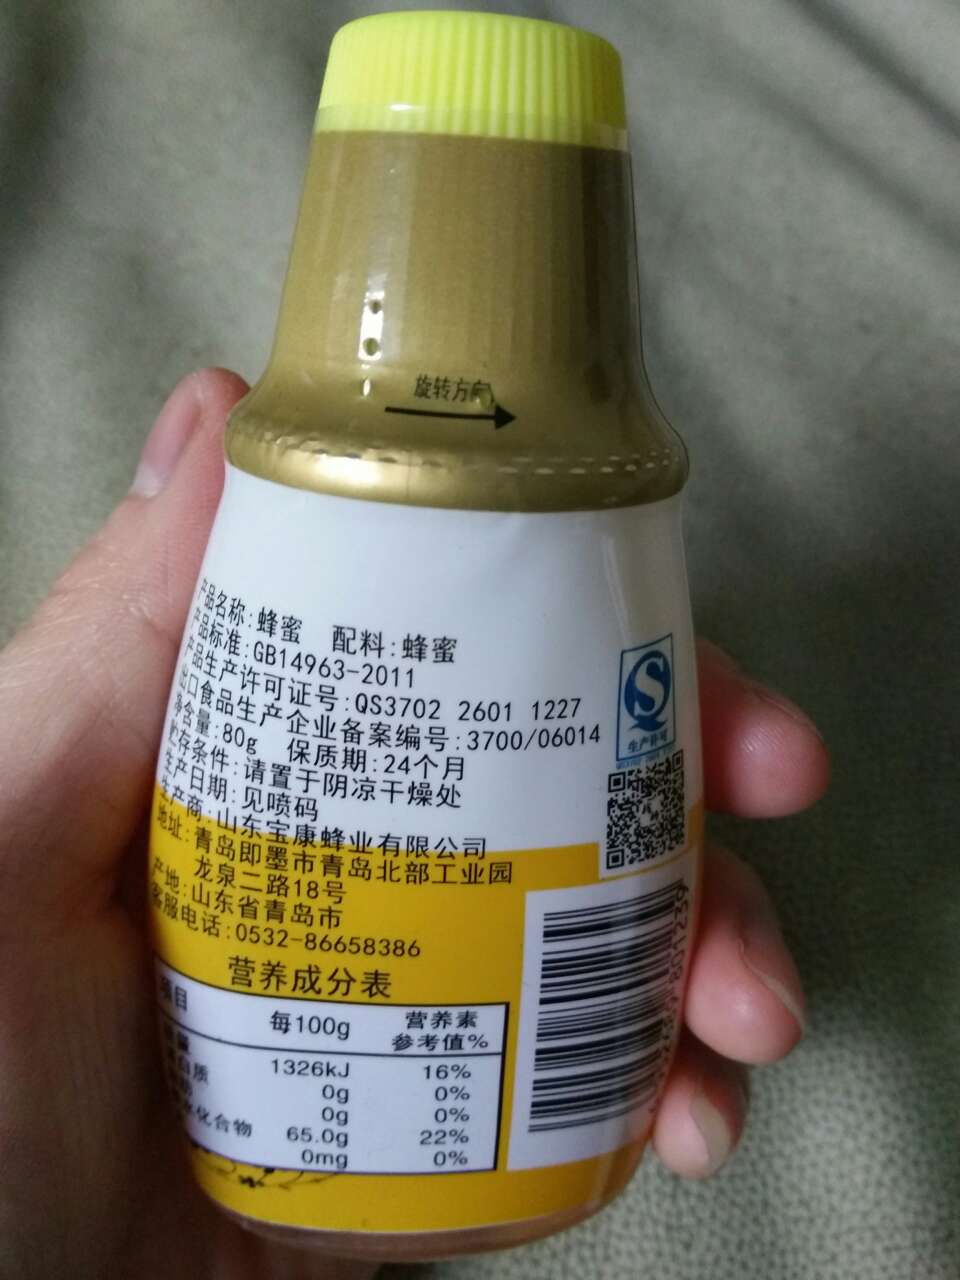 旋转方向
产品名称:蜂蜜 配料:蜂蜜
产品标准:GB14963-2011
产品生产许可证号:QS3702 2601 1227
出口食品生产企业备案编号:3700/06014
净含量:80g 保质期:24个月
贮存条件:请置于阴凉干燥处
生产日期:见喷码
生产商:山东宝康蜂业有限公司
地址:青岛即墨市青岛北部工业园
龙泉二路18号
产地:山东省青岛市
客服电话:0532-86658386
生产许可
营养成分表
项目 每100g 营养素参考值%
1326kJ 16%
白质 0g 0%
0g 0%
化合物 65.0g 22%
0mg 0%